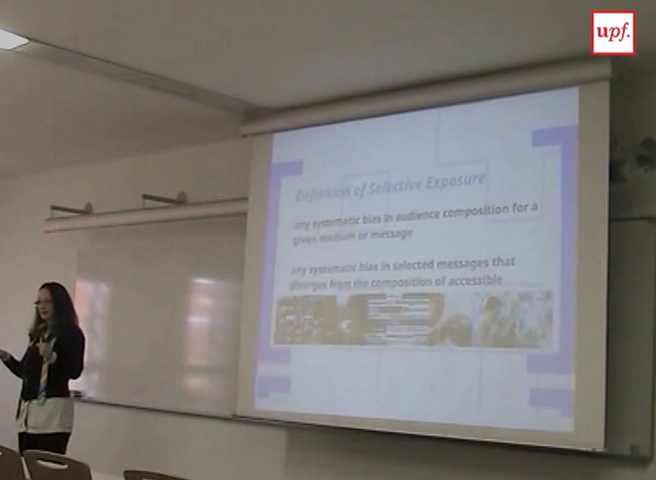 upf.
Definition of Selective Exposure
any systematic bias in audience composition for a
given medium or message
any systematic bias in selected messages that
diverges from the composition of accessible